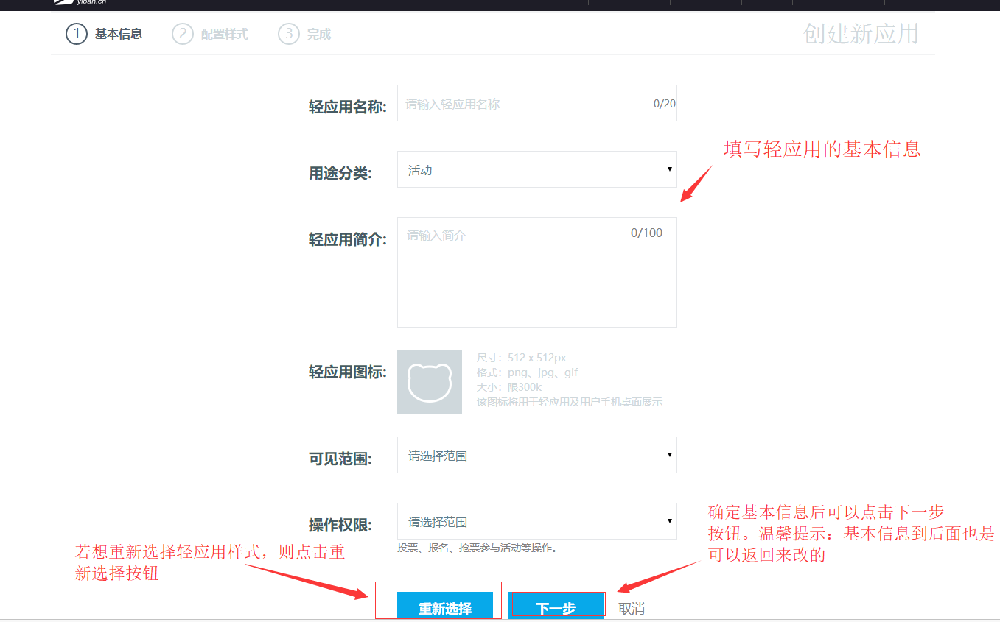 yiban.cn
1 基本信息 2 配置样式 3 完成 创建新应用
轻应用名称: 请输入轻应用名称 0/20
填写轻应用的基本信息
用途分类: 活动
轻应用简介: 请输入简介 0/100
轻应用图标:
尺寸：512 x 512px
格式：png、jpg、gif
大小：限300k
该图标将用于轻应用及用户手机桌面展示
可见范围: 请选择范围
操作权限: 请选择范围
投票、报名、抢票参与活动等操作。
确定基本信息后可以点击下一步
按钮。温馨提示：基本信息到后面也是
可以返回来改的
若想重新选择轻应用样式，则点击重
新选择按钮
重新选择 下一步 取消